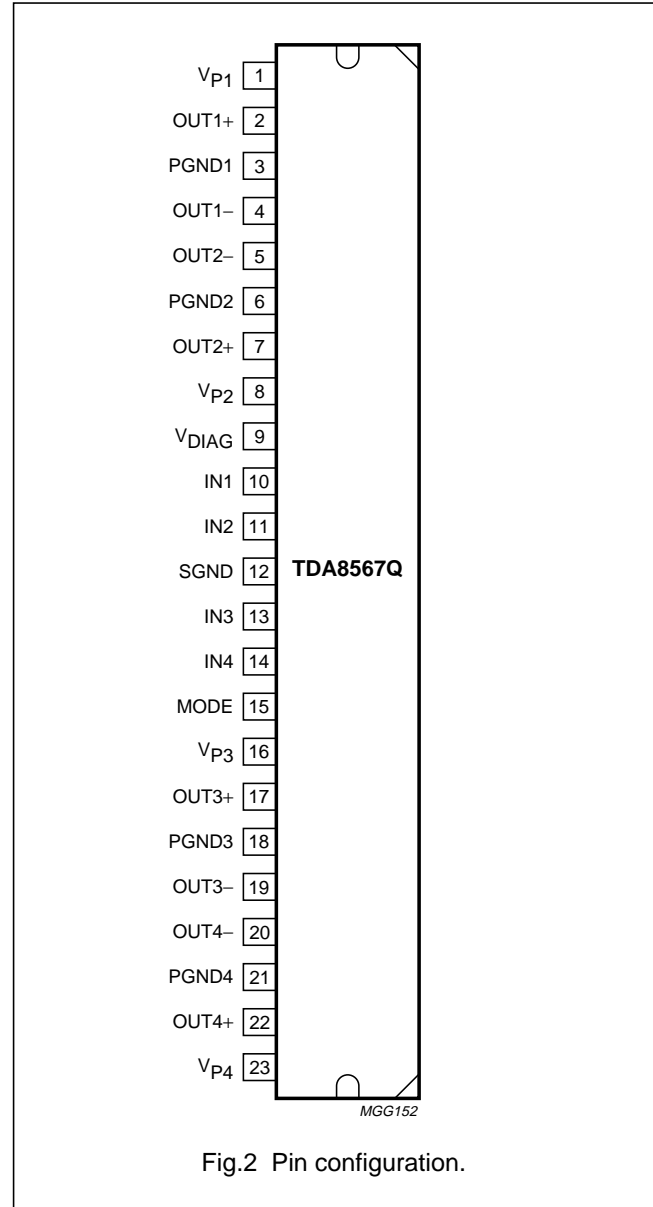 VP1 1
OUT1+ 2
PGND1 3
OUT1− 4
OUT2− 5
PGND2 6
OUT2+ 7
VP2 8
VDIAG 9
IN1 10
IN2 11
SGND 12 TDA8567Q
IN3 13
IN4 14
MODE 15
VP3 16
OUT3+ 17
PGND3 18
OUT3− 19
OUT4− 20
PGND4 21
OUT4+ 22
VP4 23
MGG152
Fig.2 Pin configuration.